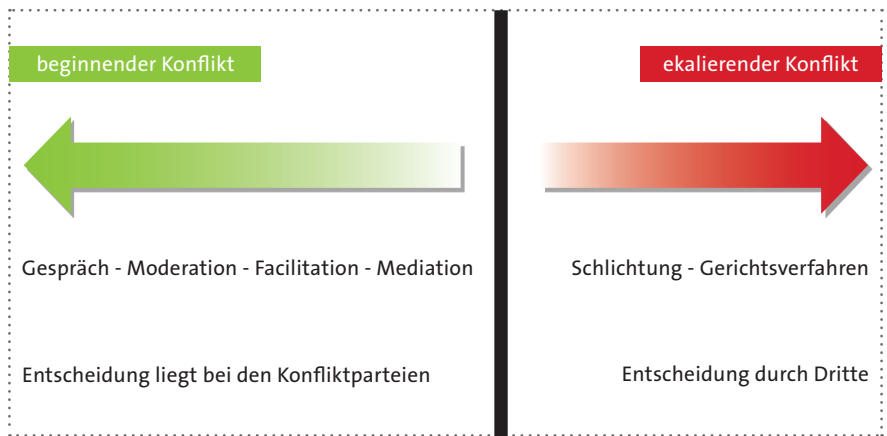 beginnender Konflikt
ekalierender Konflikt
Gespräch - Moderation - Facilitation - Mediation
Schlichtung - Gerichtsverfahren
Entscheidung liegt bei den Konfliktparteien
Entscheidung durch Dritte